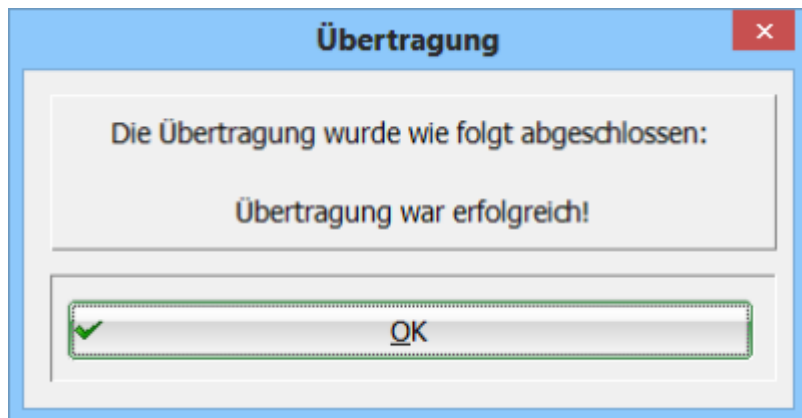 Übertragung
Die Übertragung wurde wie folgt abgeschlossen:
Übertragung war erfolgreich!
OK